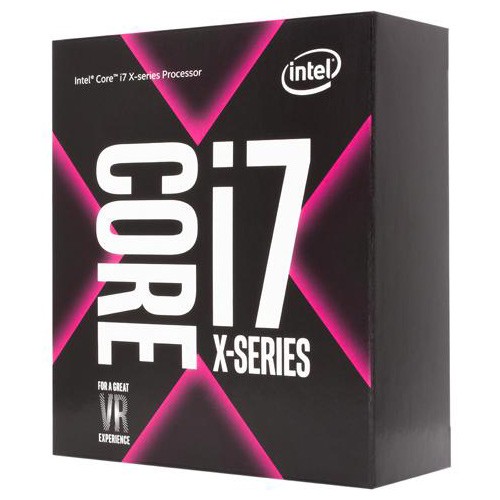 Intel® Core™ i7 X-series Processor
intel®
CORE
i7
X-SERIES
FOR A GREAT
VR
EXPERIENCE